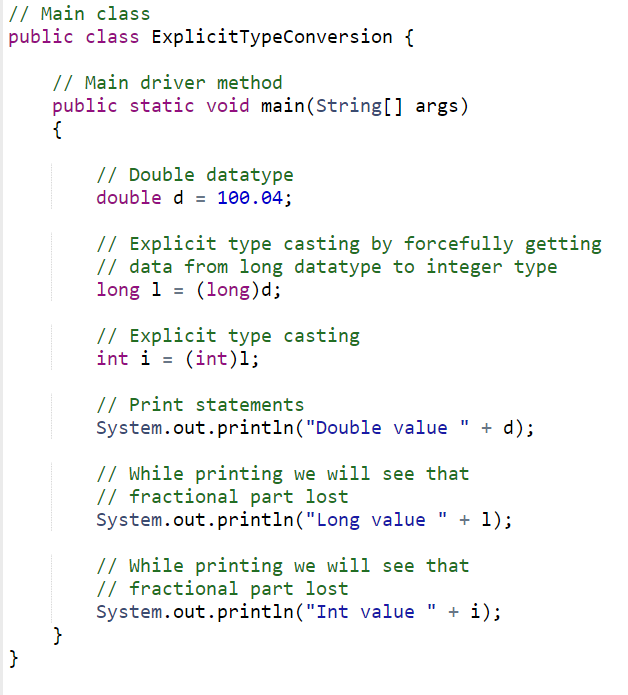 // Main class
public class ExplicitTypeConversion {
// Main driver method
public static void main(String[] args)
{
// Double datatype
double d = 100.04;
// Explicit type casting by forcefully getting
// data from long datatype to integer type
long l = (long)d;
// Explicit type casting
int i = (int)l;
// Print statements
System.out.println("Double value " + d);
// While printing we will see that
// fractional part lost
System.out.println("Long value " + l);
// While printing we will see that
// fractional part lost
System.out.println("Int value " + i);
}
}